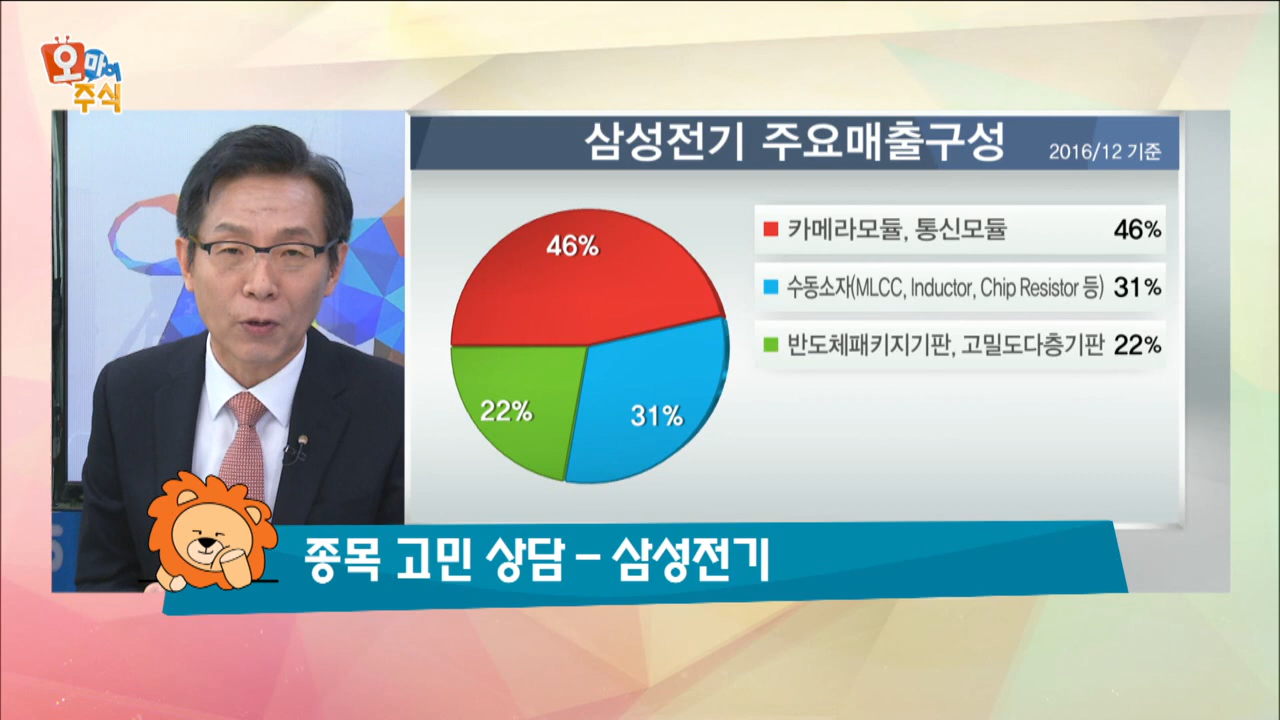 오마이
주식
삼성전기 주요매출구성
2016/12 기준
46%
22%
31%
카메라모듈, 통신모듈 46%
수동소자(MLCC, Inductor, Chip Resistor 등) 31%
반도체패키지기판, 고밀도다층기판 22%
종목 고민 상담 – 삼성전기